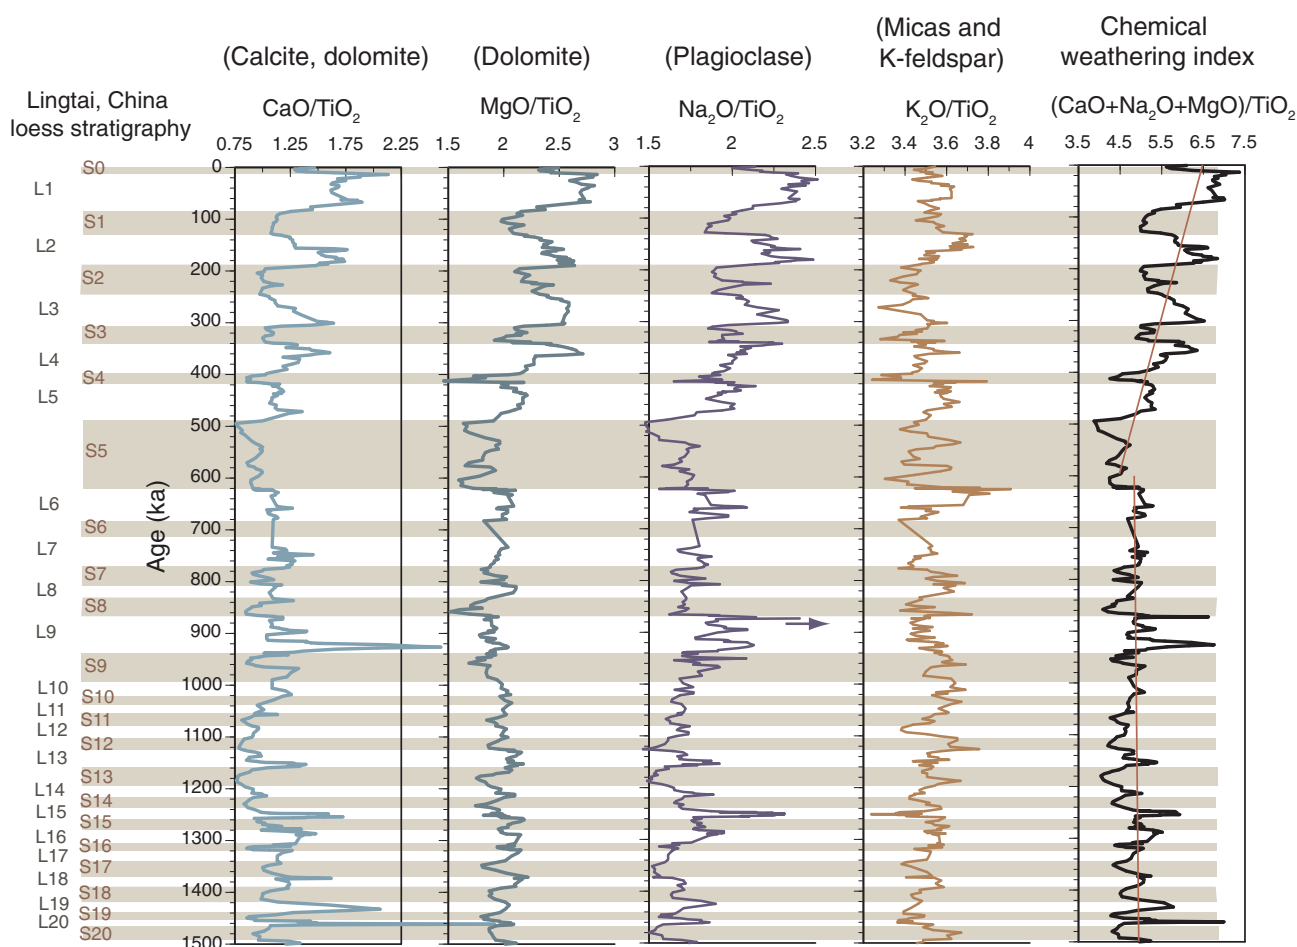 (Calcite, dolomite)
(Dolomite)
(Plagioclase)
(Micas and
K-feldspar)
Chemical
weathering index
Lingtai, China
loess stratigraphy
CaO/TiO2
MgO/TiO2
Na2O/TiO2
K2O/TiO2
(CaO+Na2O+MgO)/TiO2
0.75 1.25 1.75 2.25
1.5 2 2.5 3
1.5 2 2.5
3.2 3.4 3.6 3.8 4
3.5 4.5 5.5 6.5 7.5
Age (ka)
0
100
200
300
400
500
600
700
800
900
1000
1100
1200
1300
1400
1500
S0
L1
S1
L2
S2
L3
S3
L4
S4
L5
S5
L6
S6
L7
S7
L8
S8
L9
S9
L10
S10
L11
S11
L12
S12
L13
S13
L14
S14
L15
S15
L16
S16
L17
S17
L18
S18
L19
S19
L20
S20